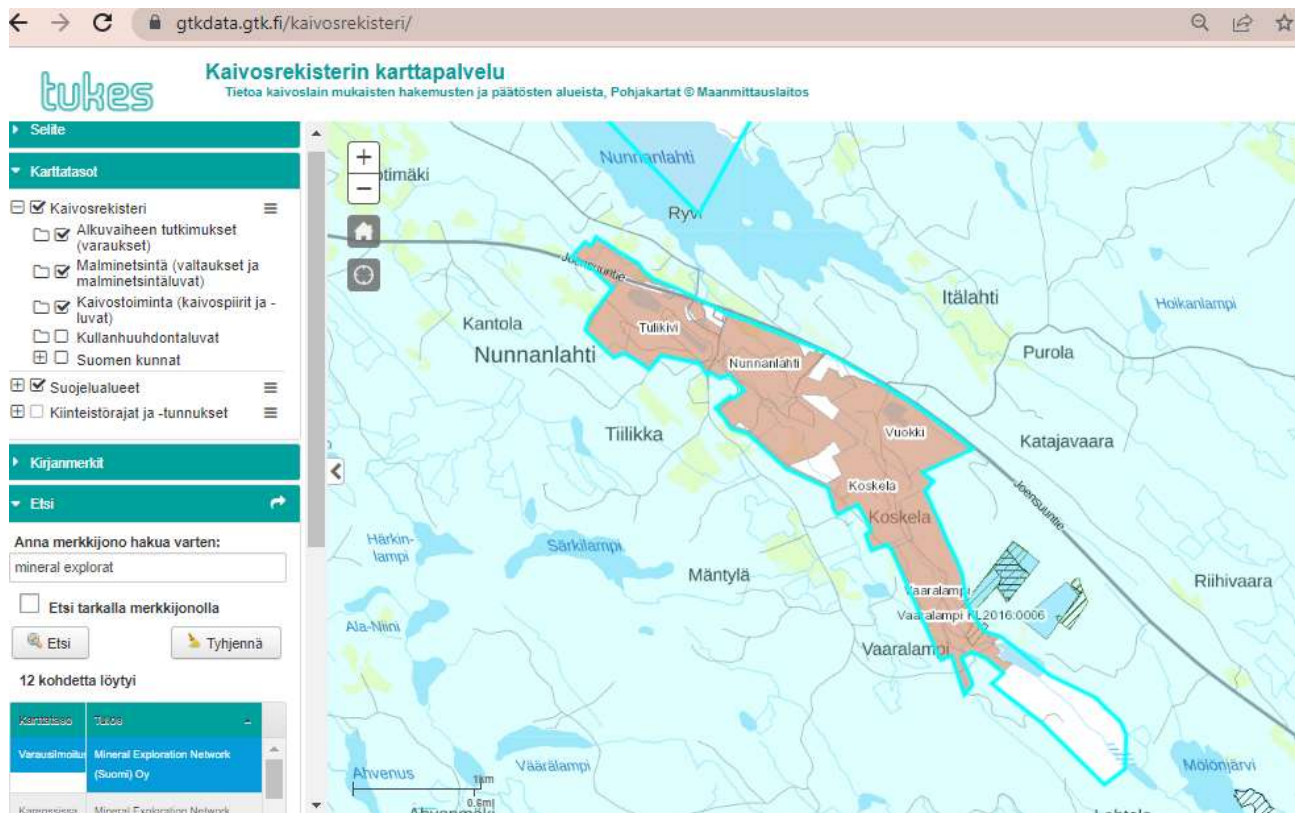 gtkdata.gtk.fi/kaivosrekisteri/
tukes
Kaivosrekisterin karttapalvelu
Tietoa kaivoslain mukaisten hakemusten ja päätösten alueista, Pohjakartat © Maanmittauslaitos
Selite
Karttatasot
Kaivosrekisteri
Alkuvaiheen tutkimukset
(varaukset)
Malminetsintä (valtaukset ja
malminetsintäluvat)
Kaivostoiminta (kaivospiirit ja -
luvat)
Kullanhuuhdontaluvat
Suomen kunnat
Suojelualueet
Kiinteistörajat ja -tunnukset
Kirjanmerkit
Etsi
Anna merkkijono hakua varten:
mineral explorat
Etsi tarkalla merkkijonolla
Etsi
Tyhjennä
12 kohdetta löytyi
Karttataso
Tulos
Varausilmoitus
Mineral Exploration Network
(Suomi) Oy
Mineral Exploration Network
+
−
Nunnanlahti
otimäki
Ryvi
Joensuuntie
Itälahti
Hoikanlampi
Kantola
Tulikivi
Nunnanlahti
Nunnanlahti
Purola
Tiilikka
Vuokki
Katajavaara
Koskela
Koskela
Joensuuntie
Härkin-
lampi
Särkilampi
Mäntylä
Riihivaara
Vaaralampi
Vaaralampi KL2016:0006
Ala-Niini
Vaaralampi
Ahvenus
Väärälampi
Mölönjärvi
1km
0.6mi